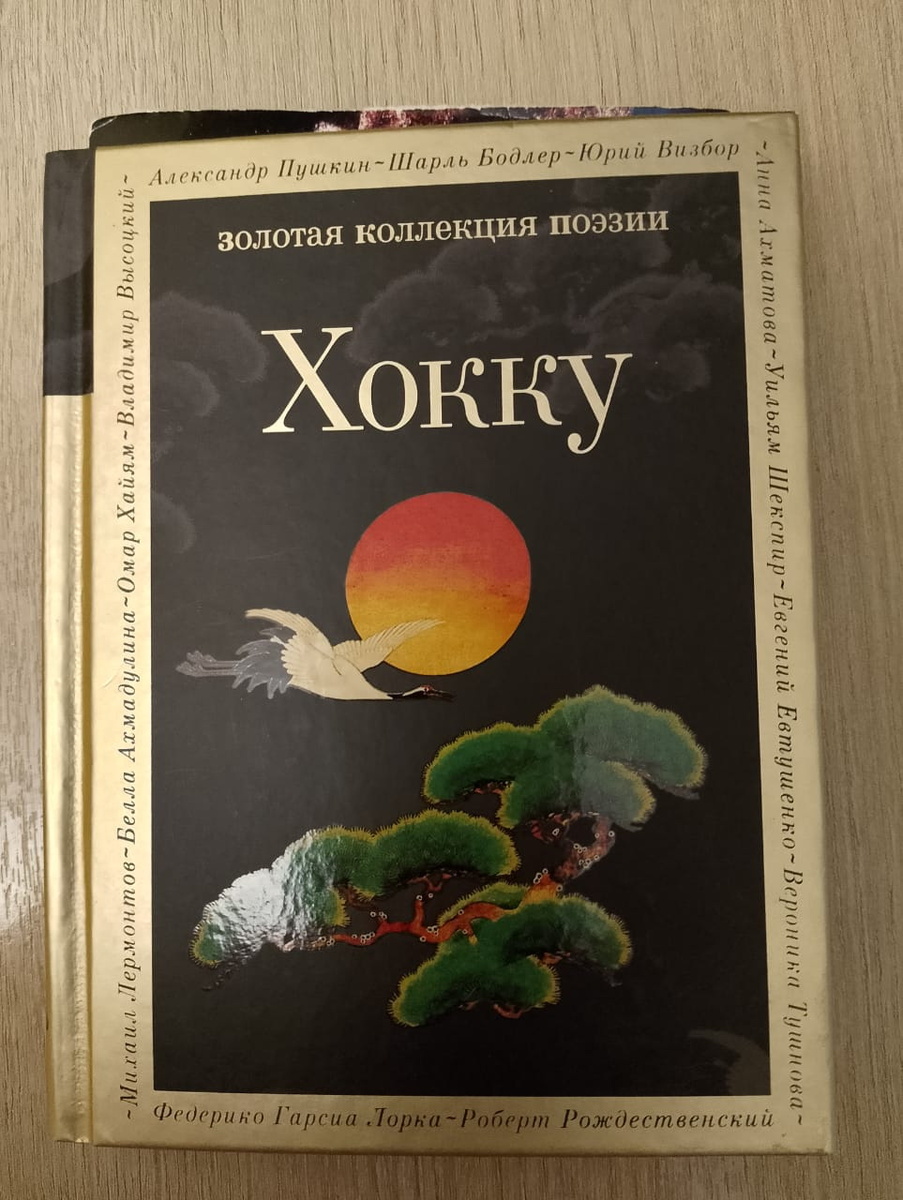 Александр Пушкин~Шарль Бодлер~Юрий Визбор
~Анна Ахматова~Уильям Шекспир~Евгений Евтушенко~Вероника Тушнова~
золотая коллекция поэзии
Хокку
~Михаил Лермонтов~Белла Ахмадулина~Омар Хайям~Владимир Высоцкий~
Федерико Гарсиа Лорка~Роберт Рождественский